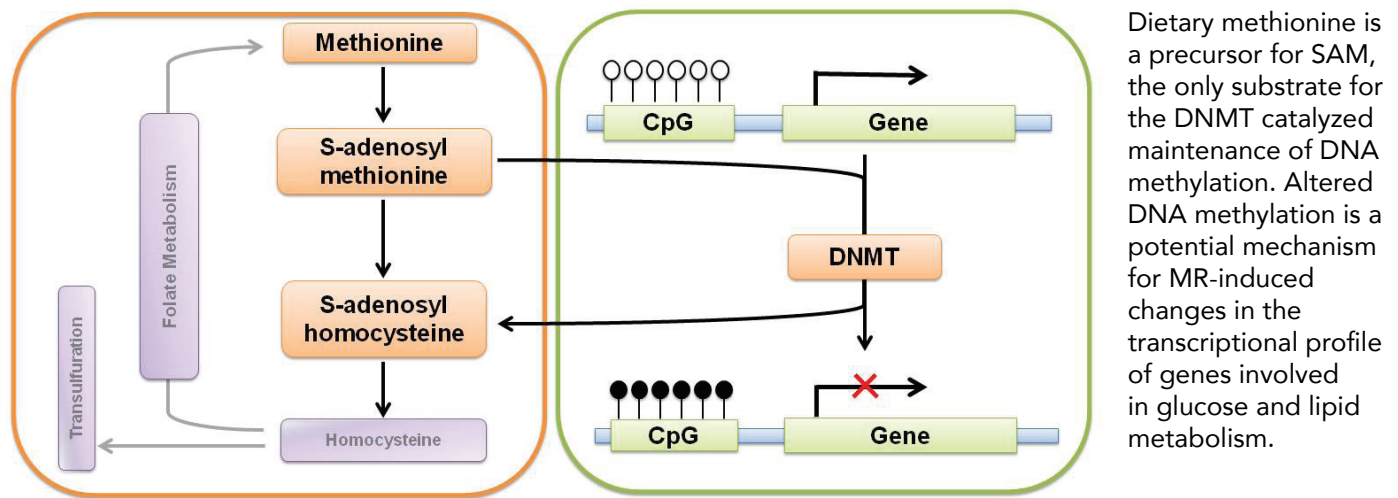 Methionine
S-adenosyl
methionine
S-adenosyl
homocysteine
Homocysteine
Folate Metabolism
Transulfuration
CpG
Gene
DNMT
CpG
Gene
Dietary methionine is
a precursor for SAM,
the only substrate for
the DNMT catalyzed
maintenance of DNA
methylation. Altered
DNA methylation is a
potential mechanism
for MR-induced
changes in the
transcriptional profile
of genes involved
in glucose and lipid
metabolism.